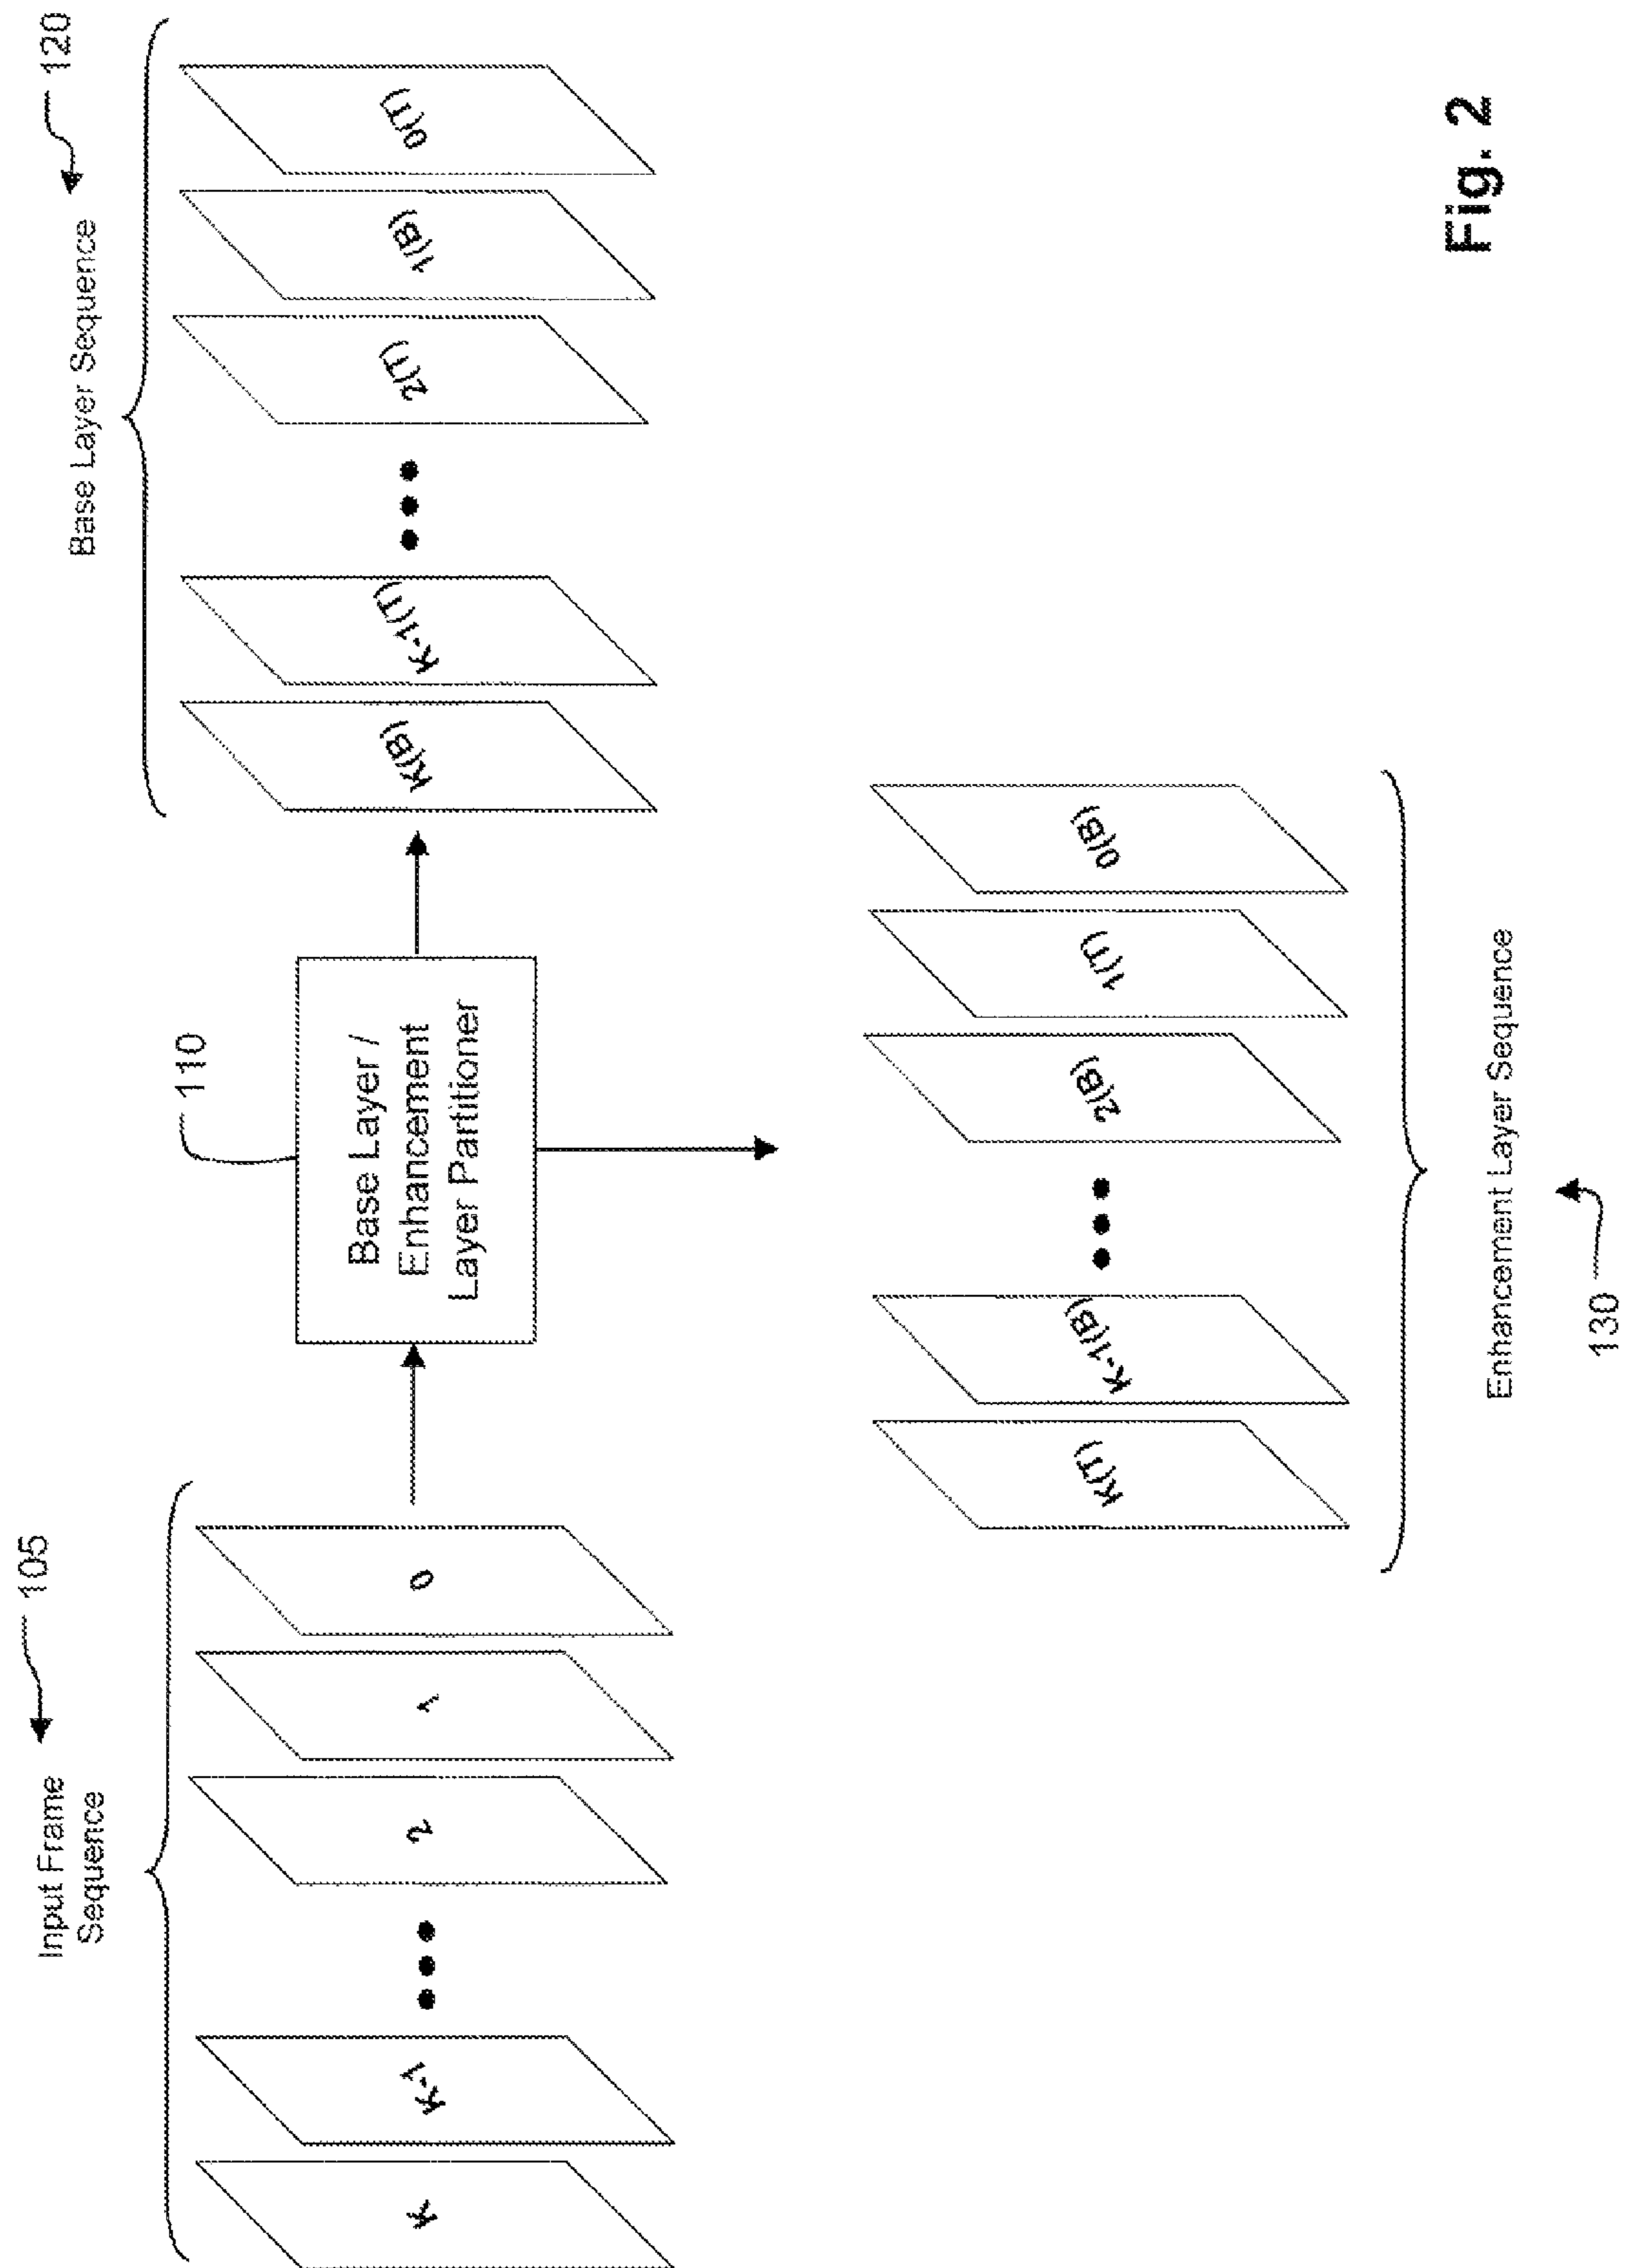 105
Input Frame
Sequence
K
K-1
2
1
0
110
Base Layer /
Enhancement
Layer Partitioner
120
Base Layer Sequence
K(B)
K-1(T)
2(T)
1(B)
0(T)
K(T)
K-1(B)
2(B)
1(T)
0(B)
Enhancement Layer Sequence
130
Fig. 2